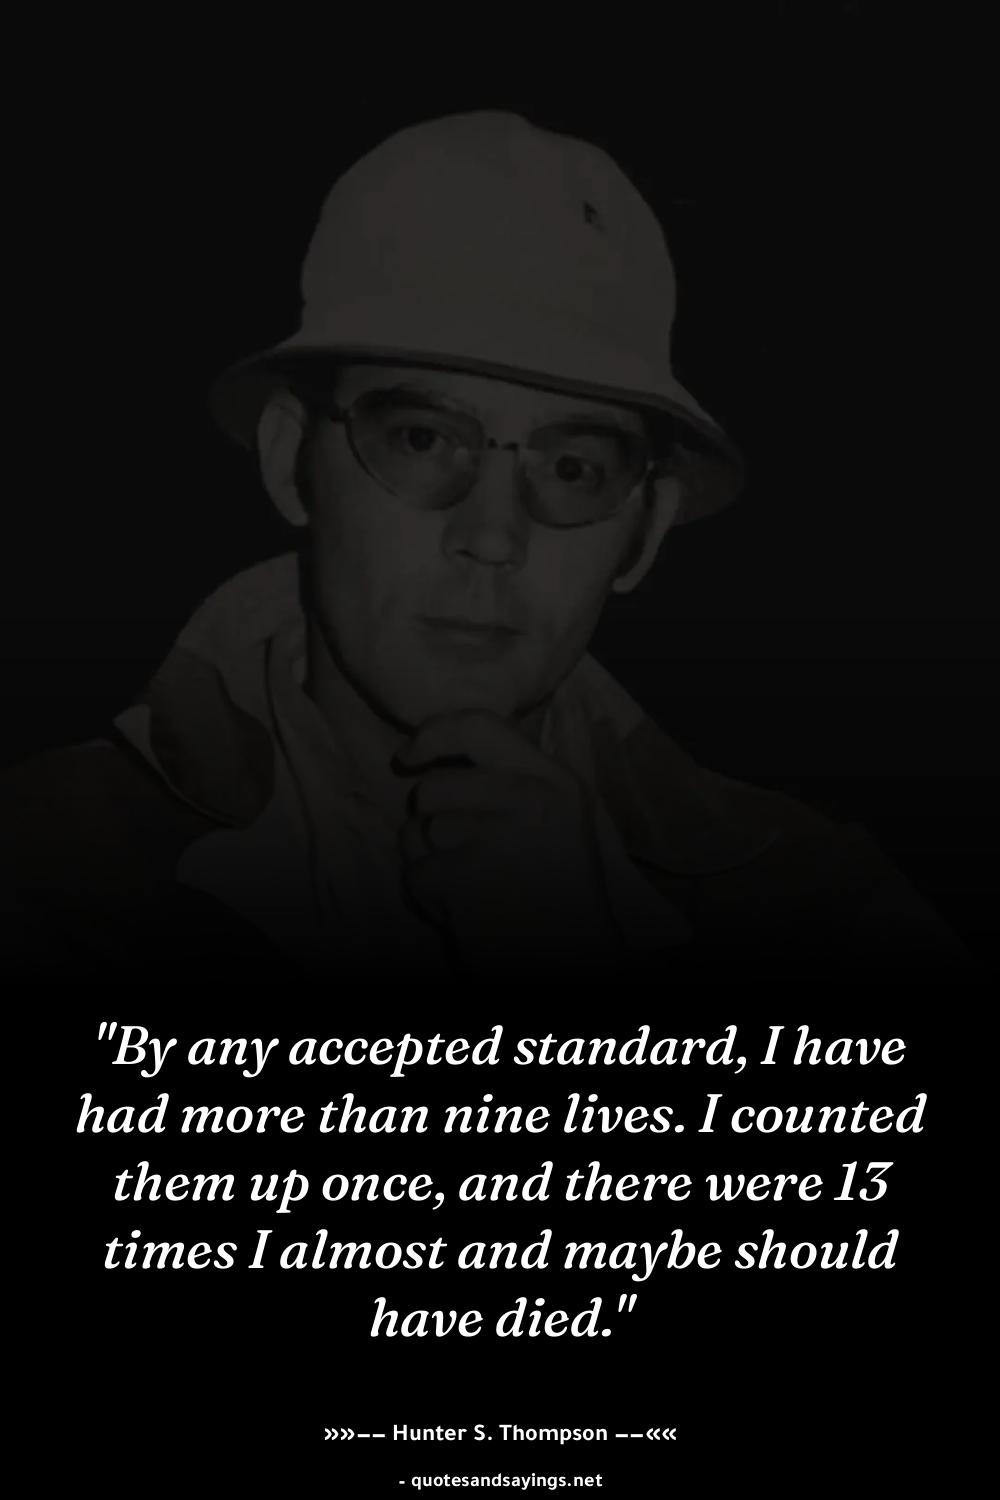 "By any accepted standard, I have
had more than nine lives. I counted
them up once, and there were 13
times I almost and maybe should
have died."
»»−− Hunter S. Thompson −−««
- quotesandsayings.net